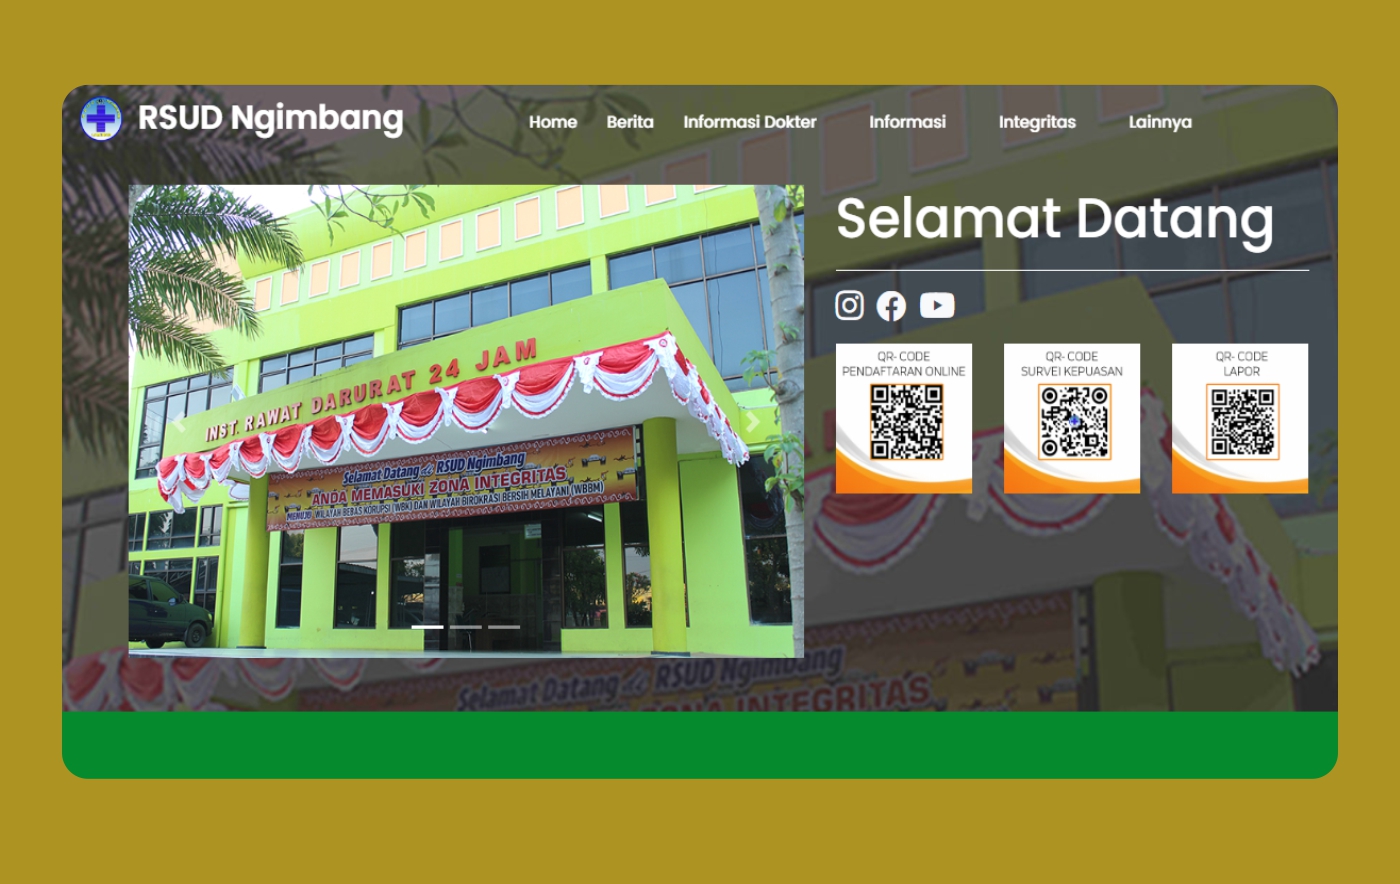 RSUD Ngimbang
Home Berita Informasi Dokter Informasi Integritas Lainnya
INST. RAWAT DARURAT 24 JAM
Selamat Datang di RSUD Ngimbang
ANDA MEMASUKI ZONA INTEGRITAS
MENUJU WILAYAH BEBAS KORUPSI (WBK) DAN WILAYAH BIROKRASI BERSIH MELAYANI (WBBM)
Selamat Datang
QR- CODE
PENDAFTARAN ONLINE
QR- CODE
SURVEI KEPUASAN
QR- CODE
LAPOR
Selamat Datang di RSUD Ngimbang
ZONA INTEGRITAS